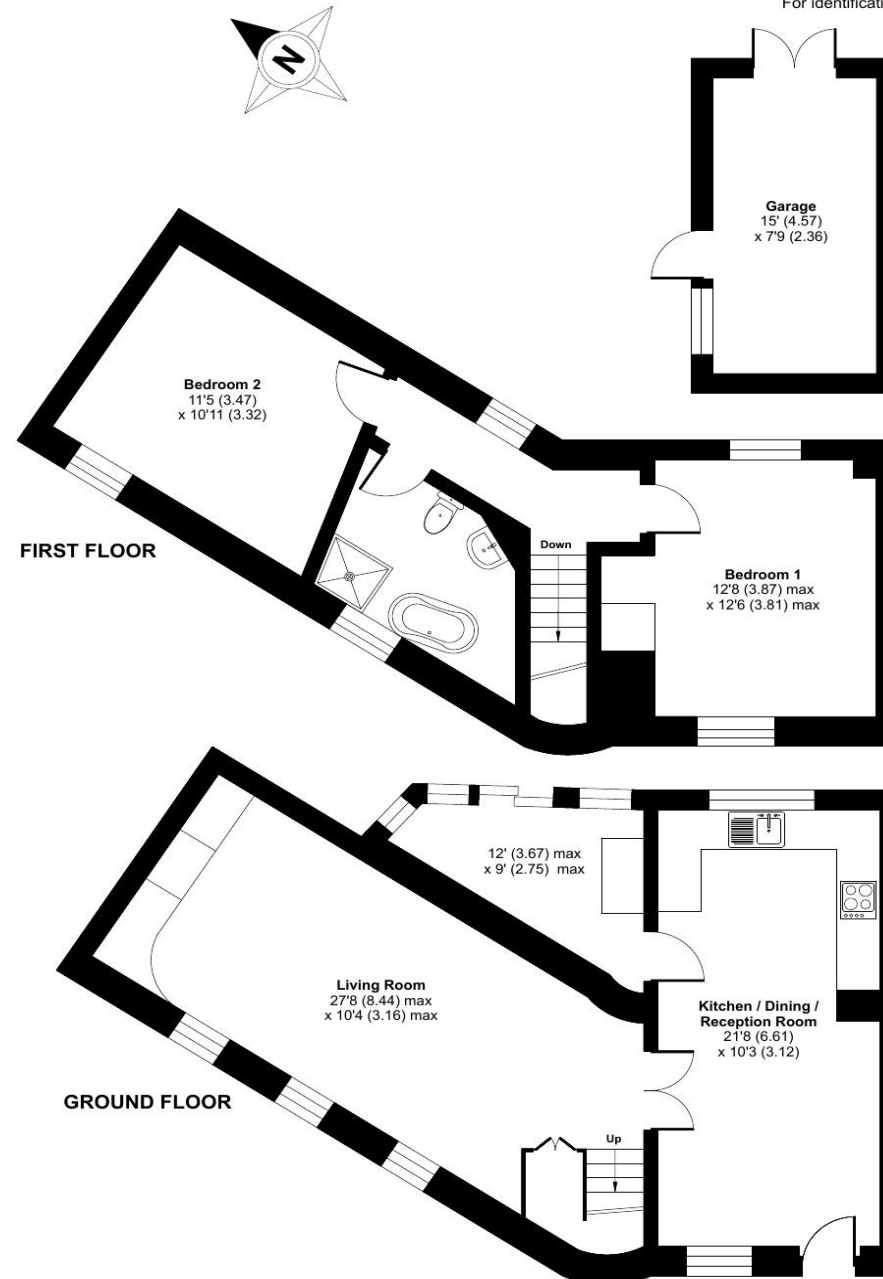 For identificati
N
Garage
15' (4.57)
x 7'9 (2.36)
Bedroom 2
11'5 (3.47)
x 10'11 (3.32)
FIRST FLOOR
Down
Bedroom 1
12'8 (3.87) max
x 12'6 (3.81) max
12' (3.67) max
x 9' (2.75) max
Living Room
27'8 (8.44) max
x 10'4 (3.16) max
Kitchen / Dining /
Reception Room
21'8 (6.61)
x 10'3 (3.12)
GROUND FLOOR
Up